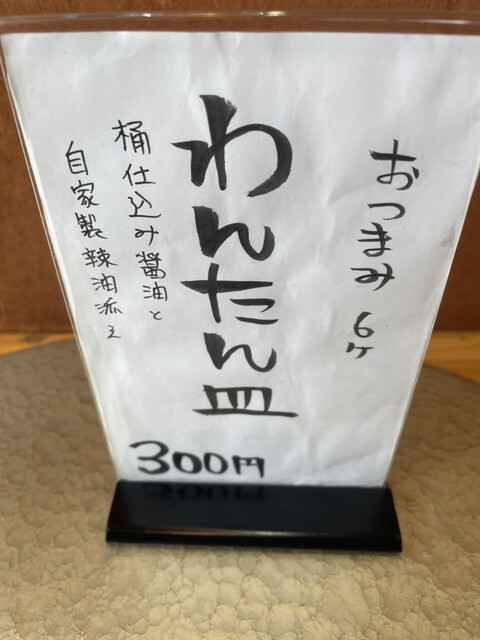 おつまみ 6ヶ
わんたん皿
桶仕込み醤油と
自家製辣油添え
300円